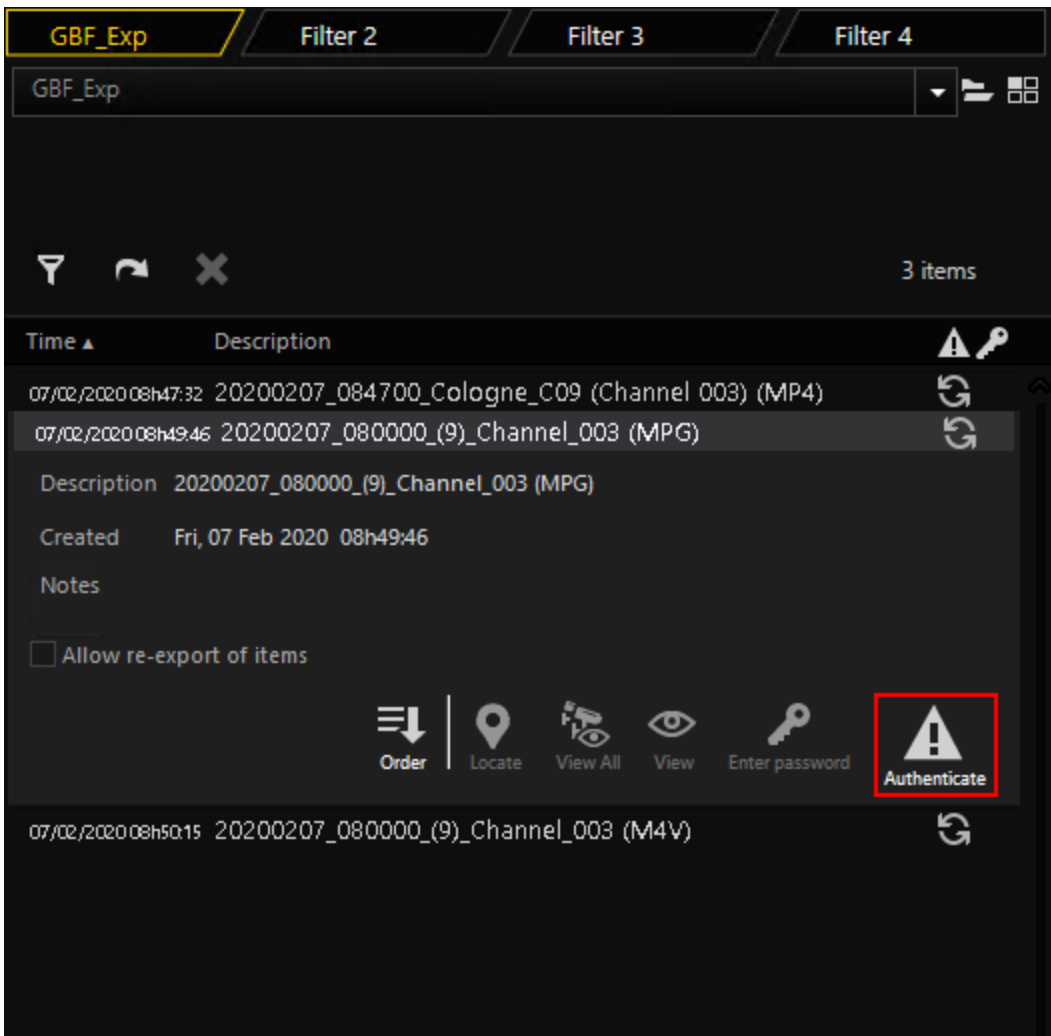 GBF_Exp Filter 2 Filter 3 Filter 4
GBF_Exp
3 items
Time Description
07/02/2020 08h47:32 20200207_084700_Cologne_C09 (Channel 003) (MP4)
07/02/2020 08h49:46 20200207_080000_(9)_Channel_003 (MPG)
Description 20200207_080000_(9)_Channel_003 (MPG)
Created Fri, 07 Feb 2020 08h49:46
Notes
Allow re-export of items
Order Locate View All View Enter password Authenticate
07/02/2020 08h50:15 20200207_080000_(9)_Channel_003 (M4V)